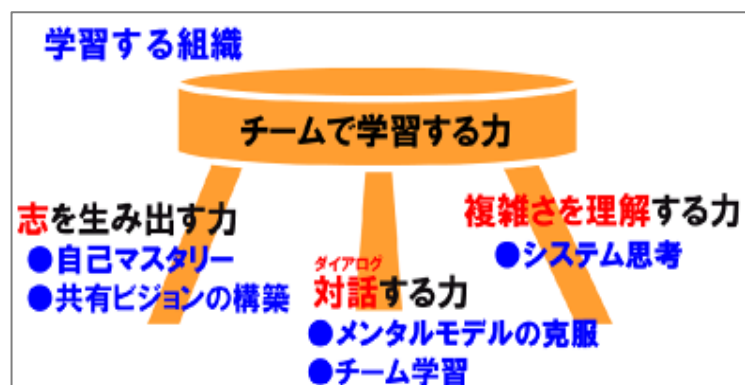 学習する組織
チームで学習する力
志を生み出す力
●自己マスタリー
●共有ビジョンの構築
ダイアログ
対話する力
●メンタルモデルの克服
●チーム学習
複雑さを理解する力
●システム思考